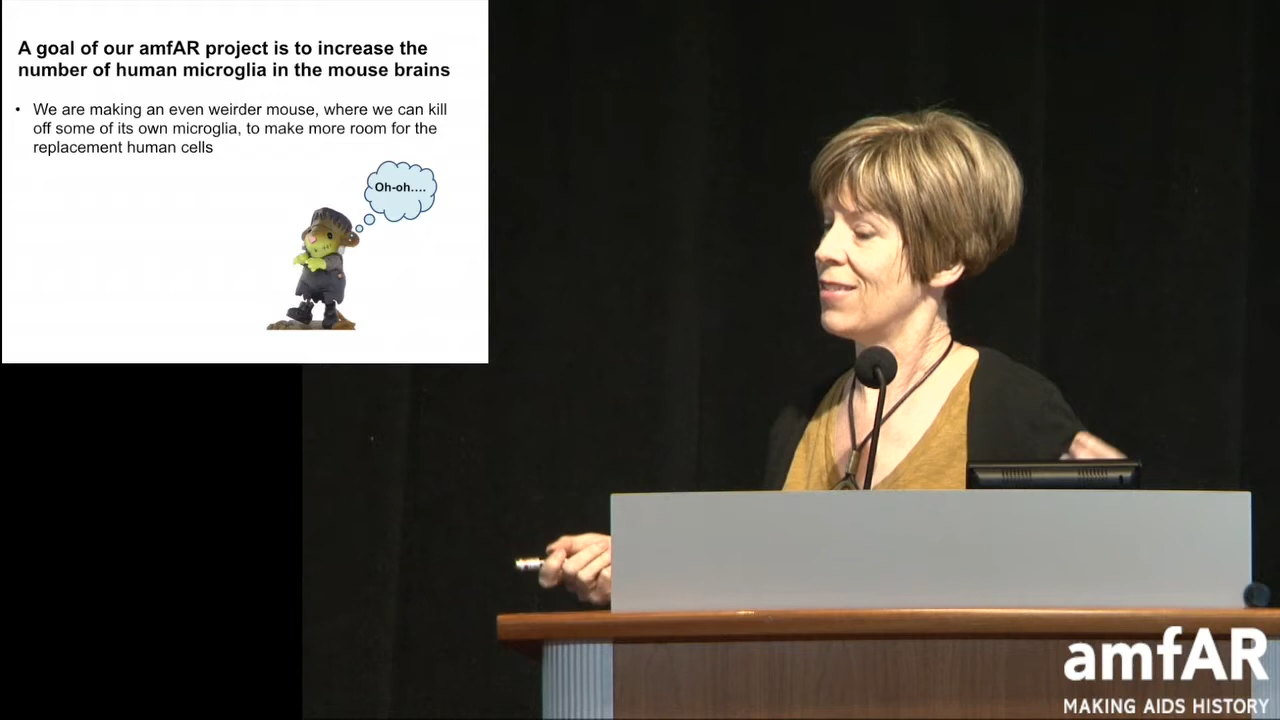 A goal of our amfAR project is to increase the
number of human microglia in the mouse brains
• We are making an even weirder mouse, where we can kill
off some of its own microglia, to make more room for the
replacement human cells
Oh-oh....
amfAR
MAKING AIDS HISTORY